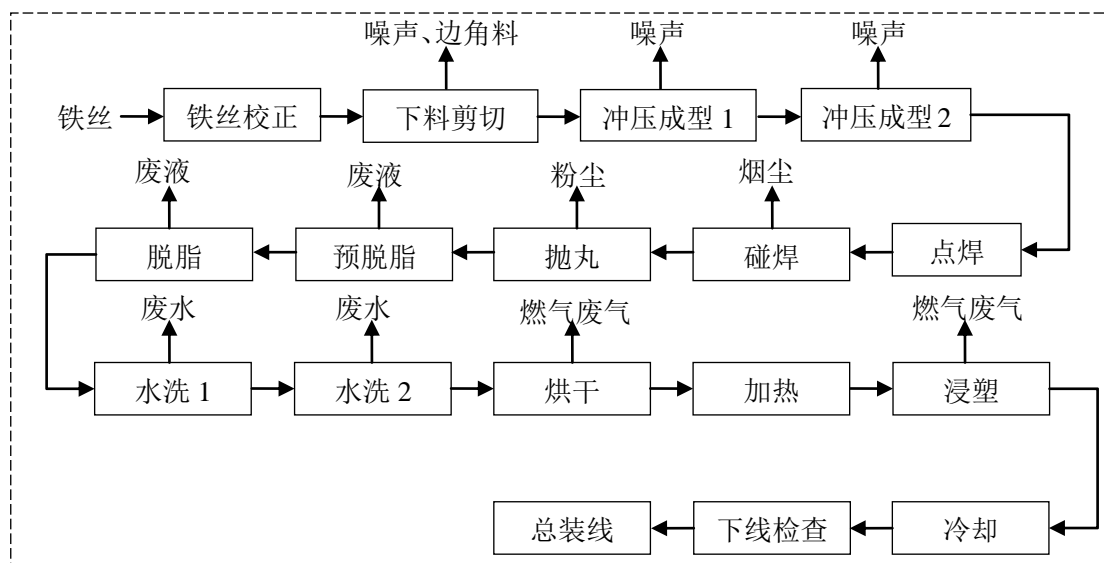 噪声、边角料 噪声 噪声
铁丝 铁丝校正 下料剪切 冲压成型 1 冲压成型 2
废液 废液 粉尘 烟尘
脱脂 预脱脂 抛丸 碰焊 点焊
废水 废水 燃气废气 燃气废气
水洗 1 水洗 2 烘干 加热 浸塑
总装线 下线检查 冷却